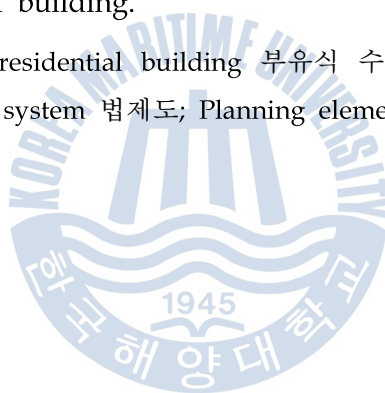 building.
residential building 부유식 수
system 법제도; Planning eleme
KOREA MARITIME UNIVERSITY
1945
한국해양대학교